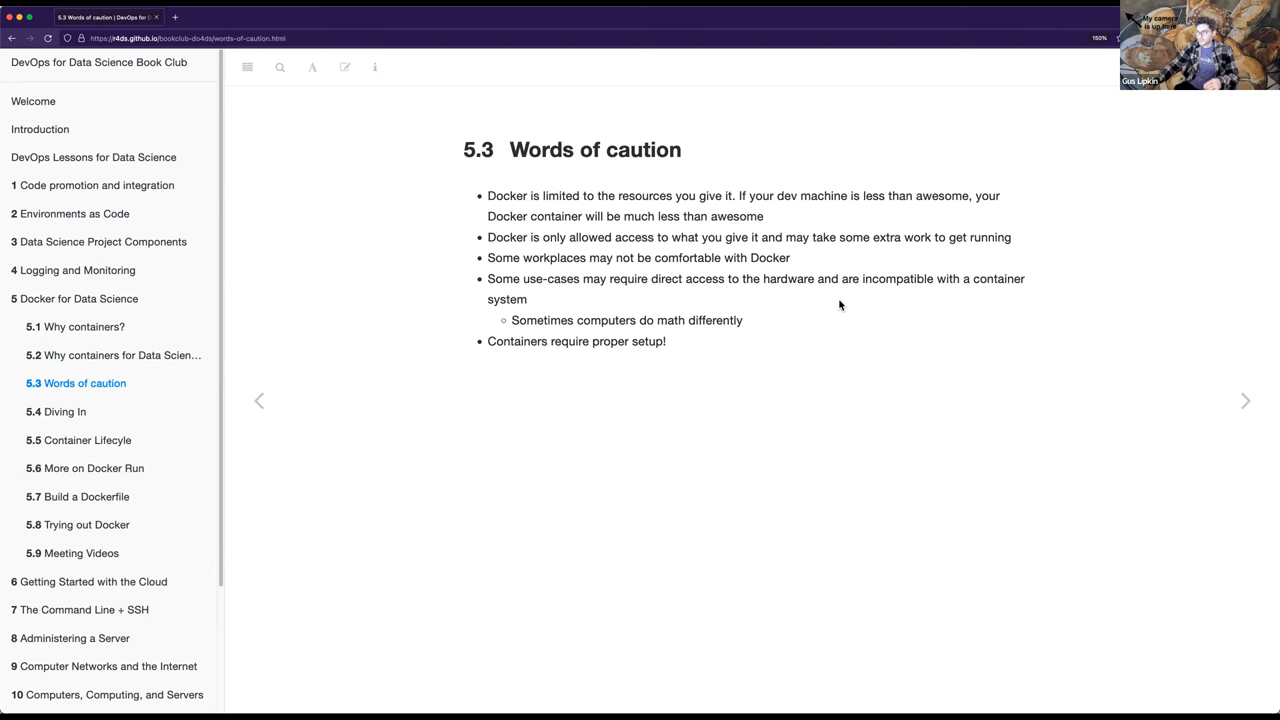 5.3 Words of caution | DevOps for D
https://r4ds.github.io/bookclub-do4ds/words-of-caution.html
150%
My camera
is up here
Gus Lipkin
DevOps for Data Science Book Club
Welcome
Introduction
DevOps Lessons for Data Science
1 Code promotion and integration
2 Environments as Code
3 Data Science Project Components
4 Logging and Monitoring
5 Docker for Data Science
5.1 Why containers?
5.2 Why containers for Data Scien...
5.3 Words of caution
5.4 Diving In
5.5 Container Lifecyle
5.6 More on Docker Run
5.7 Build a Dockerfile
5.8 Trying out Docker
5.9 Meeting Videos
6 Getting Started with the Cloud
7 The Command Line + SSH
8 Administering a Server
9 Computer Networks and the Internet
10 Computers, Computing, and Servers
5.3 Words of caution
• Docker is limited to the resources you give it. If your dev machine is less than awesome, your
Docker container will be much less than awesome
• Docker is only allowed access to what you give it and may take some extra work to get running
• Some workplaces may not be comfortable with Docker
• Some use-cases may require direct access to the hardware and are incompatible with a container
system
○ Sometimes computers do math differently
• Containers require proper setup!